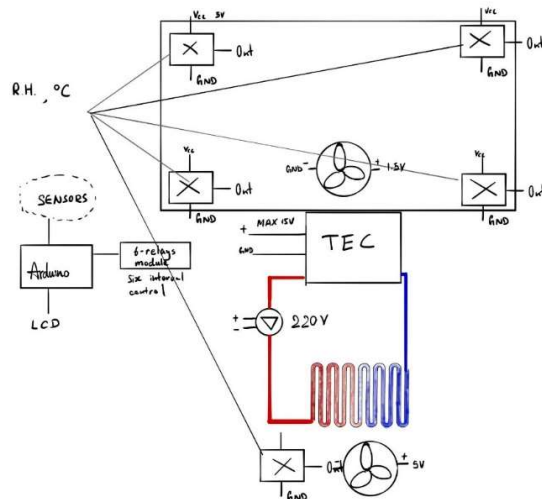 Vcc 5V
Out
GND
Vcc
Out
GND
R.H. , °C
Vcc
Out
GND
GND - + 1.5V
Vcc
Out
GND
SENSORS
Arduino
LCD
6-relays
module
Six internal
control
+ MAX 15V
GND
TEC
+
-
220V
Out
GND
+
5V